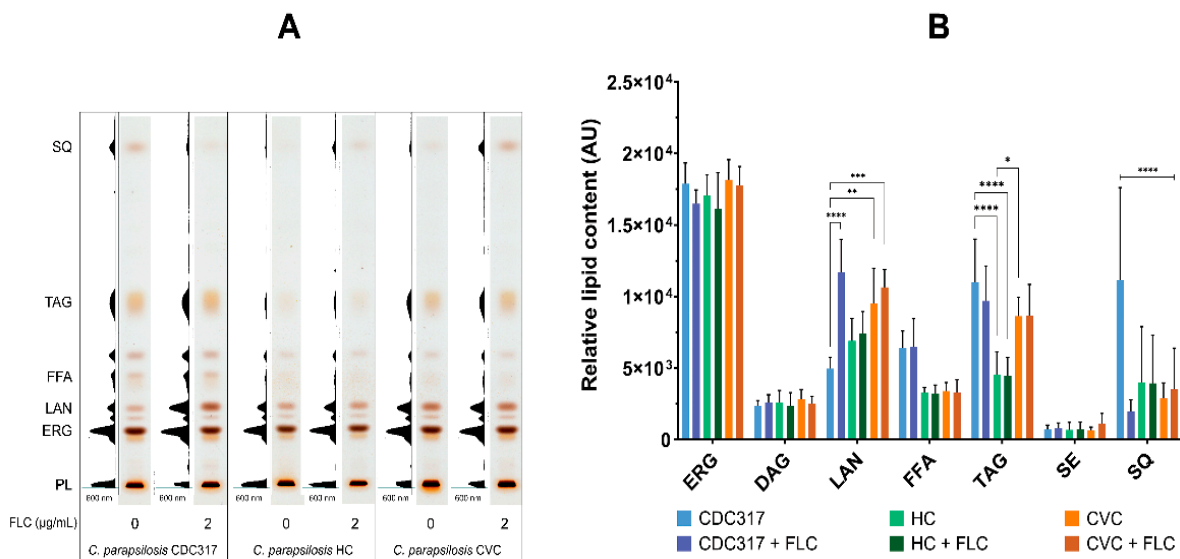 A
SQ
TAG
FFA
LAN
ERG
PL
600 nm 600 nm 600 nm 600 nm 600 nm 600 nm
FLC (µg/mL) 0 2 0 2 0 2
C. parapsilosis CDC317 C. parapsilosis HC C. parapsilosis CVC
B
Relative lipid content (AU)
2.5×10⁴
2×10⁴
1.5×10⁴
1×10⁴
5×10³
0
**** ** *** **** **** * ****
ERG DAG LAN FFA TAG SE SQ
CDC317 HC CVC
CDC317 + FLC HC + FLC CVC + FLC